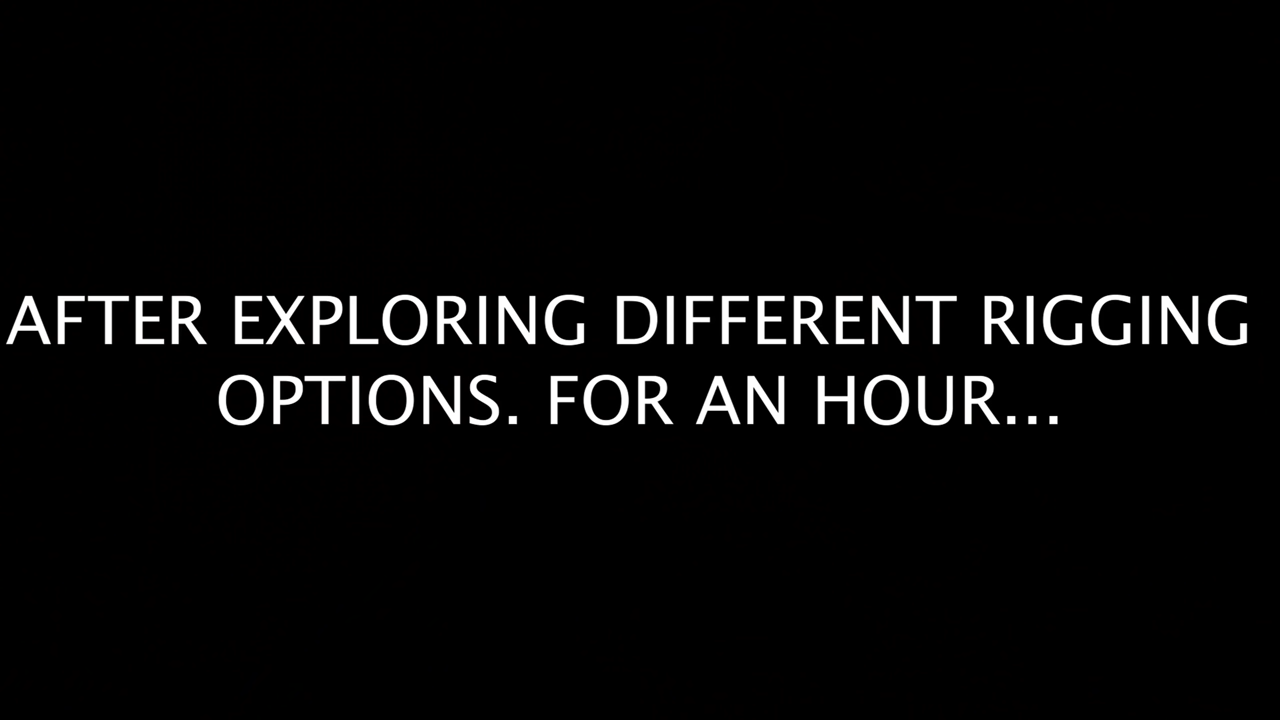 AFTER EXPLORING DIFFERENT RIGGING
OPTIONS. FOR AN HOUR...